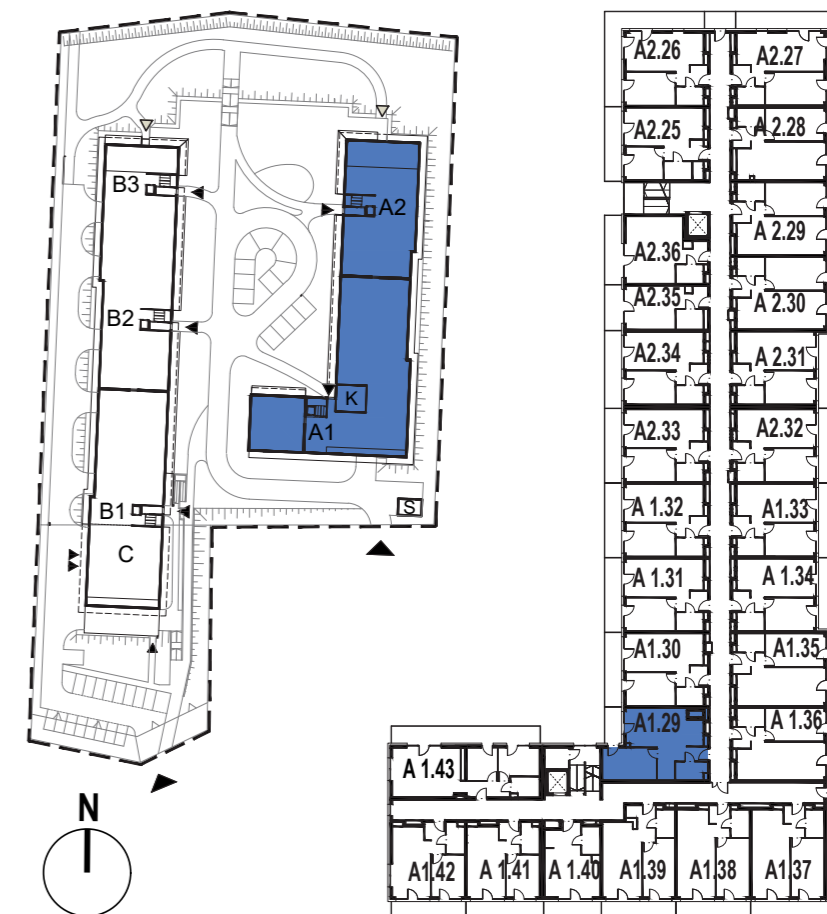 B3
A2
B2
K
A1
B1
S
C
N
A2.26
A2.27
A2.25
A 2.28
A2.36
A 2.29
A2.35
A 2.30
A2.34
A 2.31
A2.33
A2.32
A 1.32
A1.33
A 1.31
A 1.34
A1.30
A1.35
A1.29
A 1.36
A 1.43
A1.42
A 1.41
A 1.40
A1.39
A1.38
A1.37